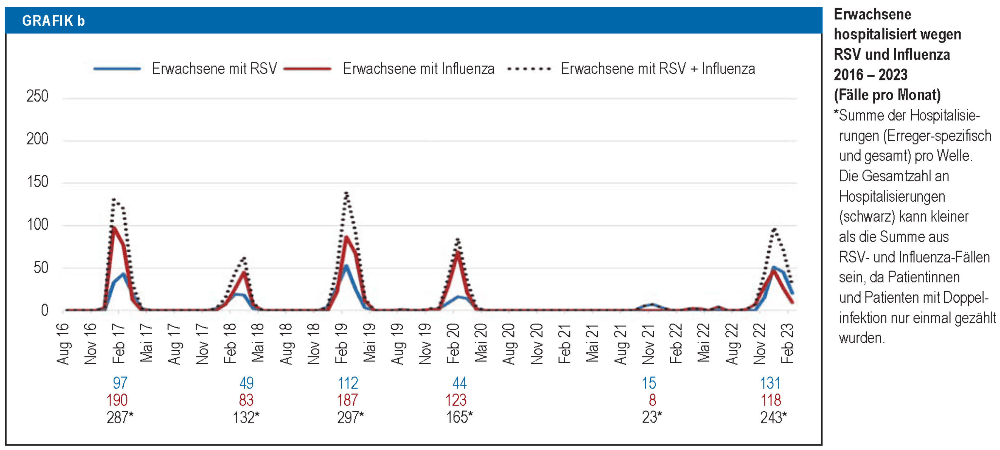 GRAFIK b
Erwachsene mit RSV
Erwachsene mit Influenza
Erwachsene mit RSV + Influenza
250
200
150
100
50
0
Aug 16
Nov 16
Feb 17
Mai 17
Aug 17
Nov 17
Feb 18
Mai 18
Aug 18
Nov 18
Feb 19
Mai 19
Aug 19
Nov 19
Feb 20
Mai 20
Aug 20
Nov 20
Feb 21
Mai 21
Aug 21
Nov 21
Feb 22
Mai 22
Aug 22
Nov 22
Feb 23
97 49 112 44 15 131
190 83 187 123 8 118
287* 132* 297* 165* 23* 243*
Erwachsene
hospitalisiert wegen
RSV und Influenza
2016 – 2023
(Fälle pro Monat)
*Summe der Hospitalisie-
rungen (Erreger-spezifisch
und gesamt) pro Welle.
Die Gesamtzahl an
Hospitalisierungen
(schwarz) kann kleiner
als die Summe aus
RSV- und Influenza-Fällen
sein, da Patientinnen
und Patienten mit Doppel-
infektion nur einmal gezählt
wurden.